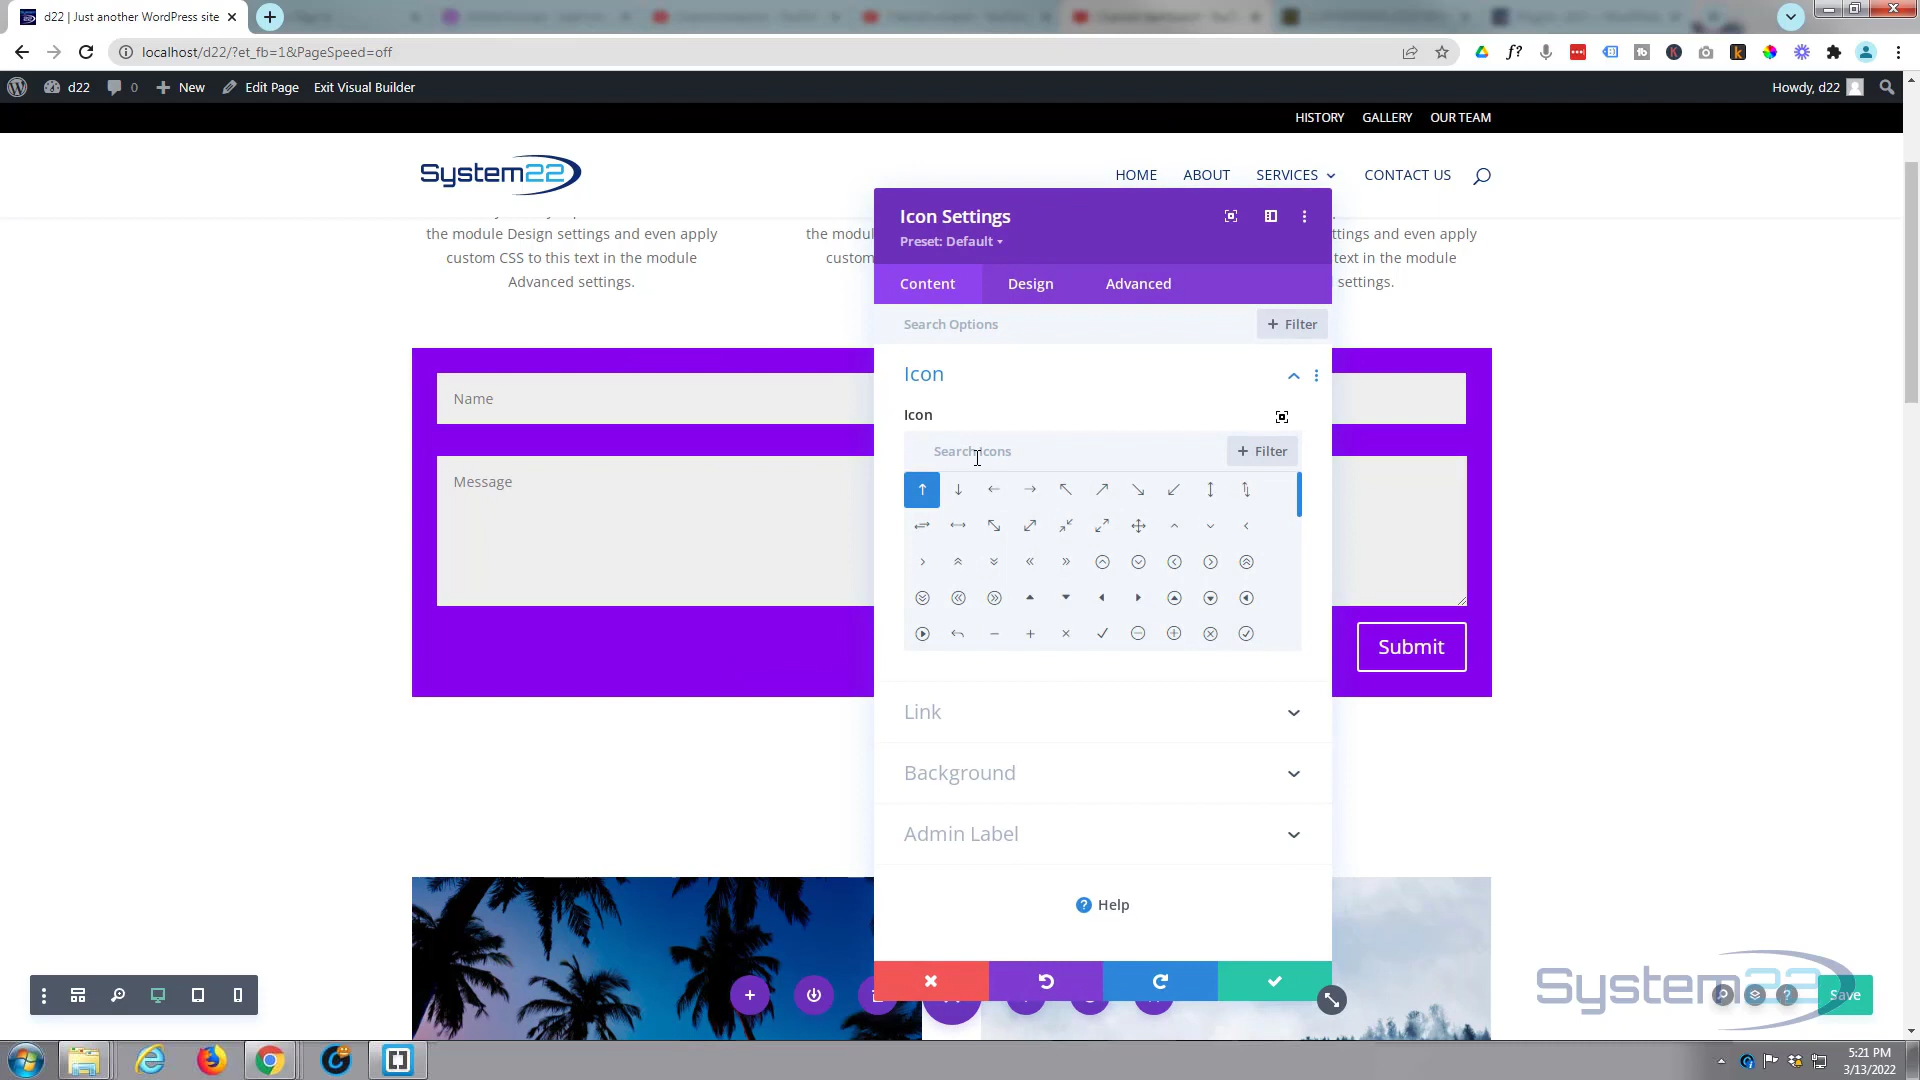 d22 | Just another WordPress site
localhost/d22/?et_fb=1&PageSpeed=off
d22
0
New
Edit Page
Exit Visual Builder
Howdy, d22
HISTORY
GALLERY
OUR TEAM
System22
HOME
ABOUT
SERVICES
CONTACT US
the module Design settings and even apply
custom CSS to this text in the module
Advanced settings.
the modul
custom
ttings and even apply
text in the module
settings.
Icon Settings
Preset: Default
Content
Design
Advanced
Search Options
+ Filter
Icon
Icon
Search Icons
+ Filter
Name
Message
Submit
Link
Background
Admin Label
Help
System22
Save
5:21 PM
3/13/2022